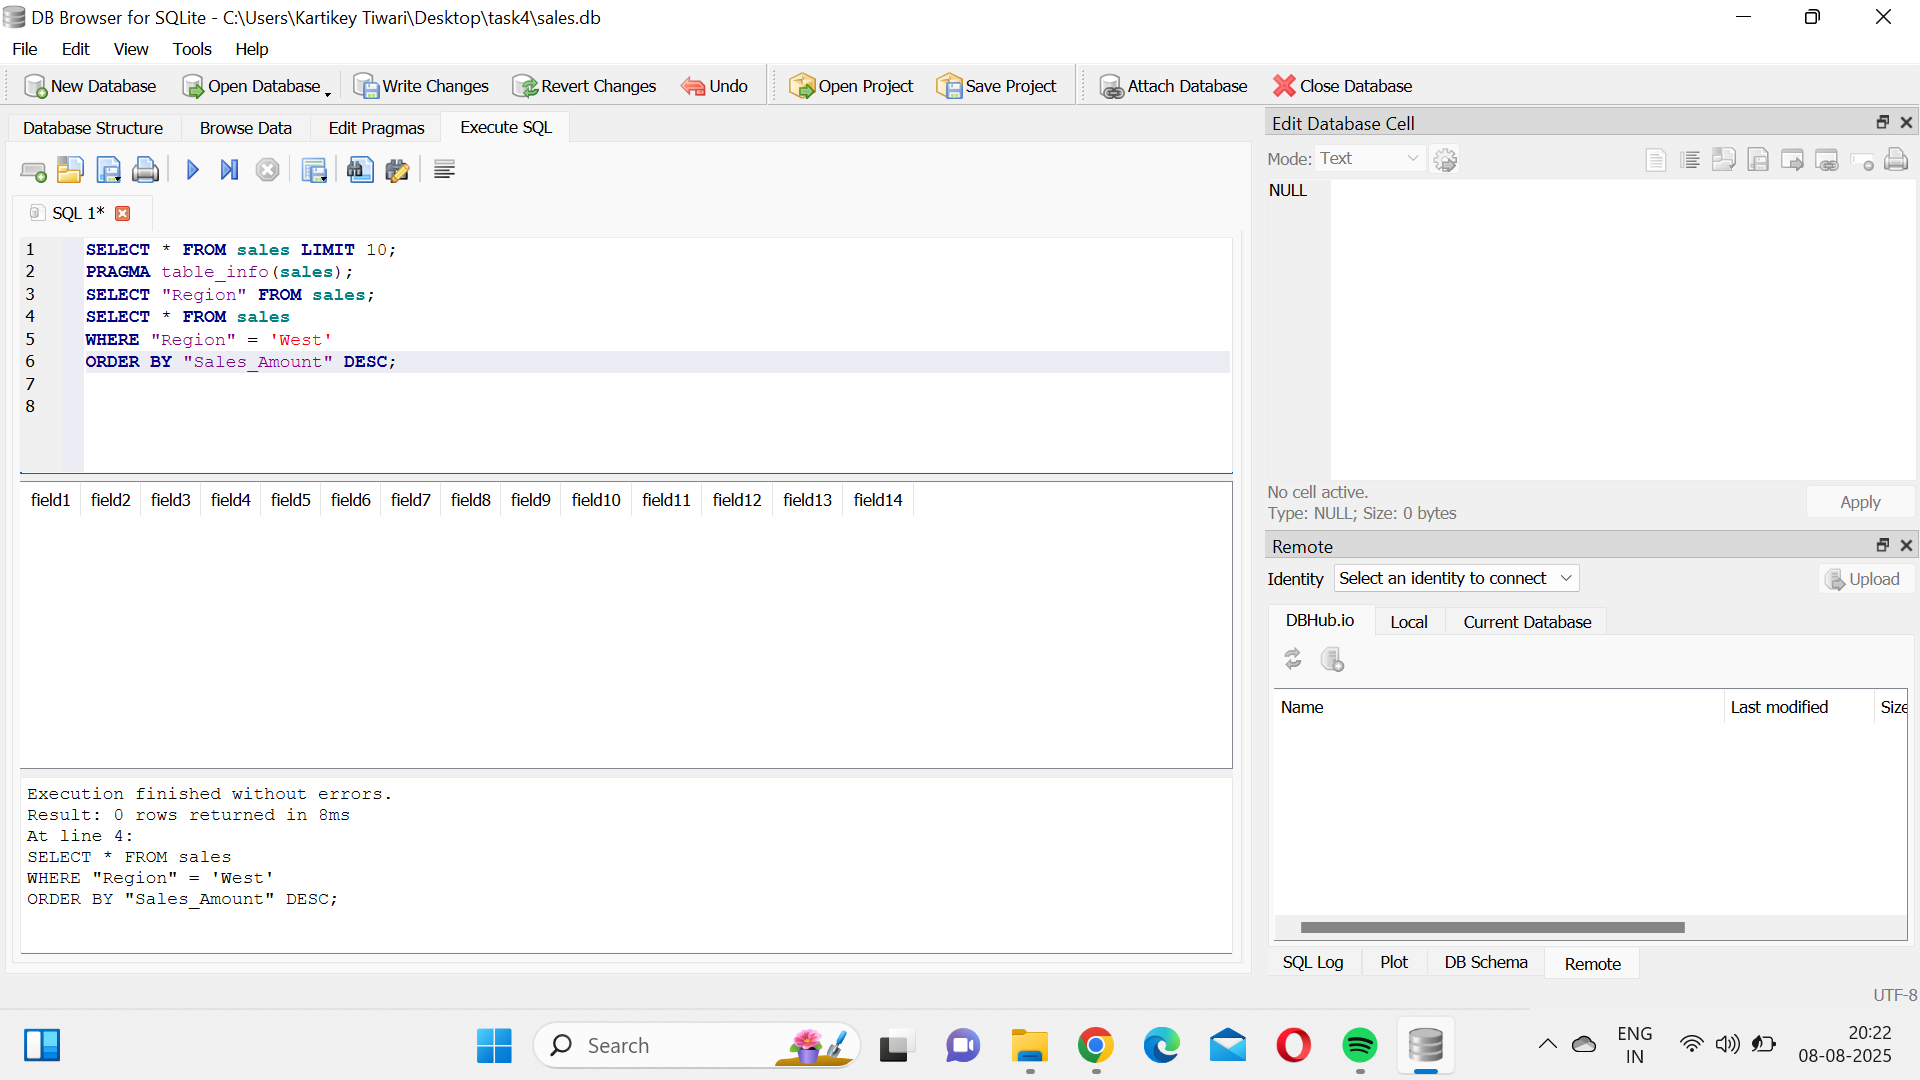 DB Browser for SQLite - C:\Users\Kartikey Tiwari\Desktop\task4\sales.db
File Edit View Tools Help
New Database Open Database Write Changes Revert Changes Undo Open Project Save Project Attach Database Close Database
Database Structure Browse Data Edit Pragmas Execute SQL
SQL 1*
1 SELECT * FROM sales LIMIT 10;
2 PRAGMA table_info(sales);
3 SELECT "Region" FROM sales;
4 SELECT * FROM sales
5 WHERE "Region" = 'West'
6 ORDER BY "Sales_Amount" DESC;
7
8
field1 field2 field3 field4 field5 field6 field7 field8 field9 field10 field11 field12 field13 field14
Execution finished without errors.
Result: 0 rows returned in 8ms
At line 4:
SELECT * FROM sales
WHERE "Region" = 'West'
ORDER BY "Sales_Amount" DESC;
Edit Database Cell
Mode: Text
NULL
No cell active.
Type: NULL; Size: 0 bytes
Apply
Remote
Identity Select an identity to connect Upload
DBHub.io Local Current Database
Name Last modified Size
SQL Log Plot DB Schema Remote
UTF-8
Search
ENG
IN
20:22
08-08-2025